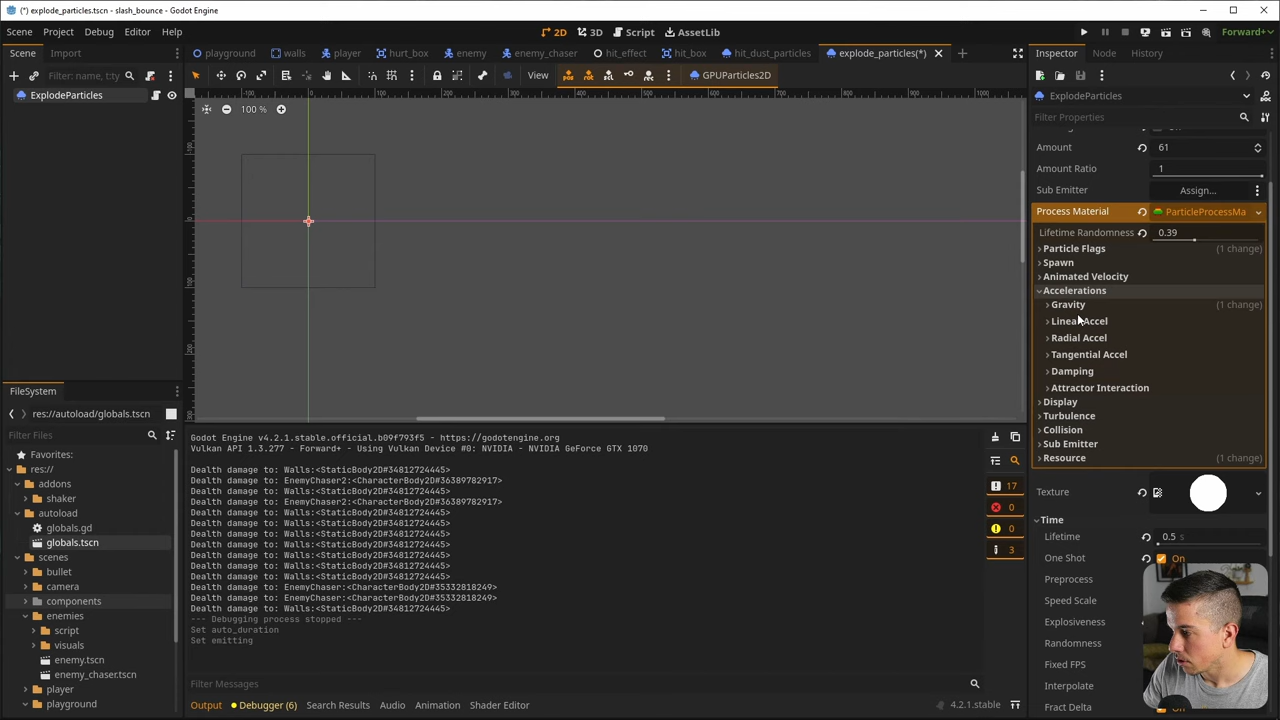 (*) explode_particles.tscn - slash_bounce - Godot Engine
Scene Project Debug Editor Help
2D 3D Script AssetLib
Forward+
Scene Import
playground walls player hurt_box enemy enemy_chaser hit_effect hit_box hit_dust_particles explode_particles(*)
Inspector Node History
Filter: name, t:ty
View
GPUParticles2D
ExplodeParticles
100 %
ExplodeParticles
Filter Properties
Amount 61
Amount Ratio 1
Sub Emitter Assign...
Process Material ParticleProcessMa
Lifetime Randomness 0.39
Particle Flags (1 change)
Spawn
Animated Velocity
Accelerations
Gravity (1 change)
Linear Accel
Radial Accel
Tangential Accel
Damping
Attractor Interaction
Display
Turbulence
Collision
Sub Emitter
Resource (1 change)
Texture
Time
Lifetime 0.5 s
One Shot On
Preprocess
Speed Scale
Explosiveness
Randomness
Fixed FPS
Interpolate
Fract Delta On
FileSystem
res://autoload/globals.tscn
Filter Files
Favorites:
res://
addons
shaker
autoload
globals.gd
globals.tscn
scenes
bullet
camera
components
enemies
script
visuals
enemy.tscn
enemy_chaser.tscn
player
playground
Godot Engine v4.2.1.stable.official.b09f793f5 - https://godotengine.org
Vulkan API 1.3.277 - Forward+ - Using Vulkan Device #0: NVIDIA - NVIDIA GeForce GTX 1070
Dealth damage to: Walls:<StaticBody2D#34812724445>
Dealth damage to: EnemyChaser2:<CharacterBody2D#36389782917>
Dealth damage to: Walls:<StaticBody2D#34812724445>
Dealth damage to: EnemyChaser2:<CharacterBody2D#36389782917>
Dealth damage to: Walls:<StaticBody2D#34812724445>
Dealth damage to: Walls:<StaticBody2D#34812724445>
Dealth damage to: Walls:<StaticBody2D#34812724445>
Dealth damage to: Walls:<StaticBody2D#34812724445>
Dealth damage to: Walls:<StaticBody2D#34812724445>
Dealth damage to: Walls:<StaticBody2D#34812724445>
Dealth damage to: Walls:<StaticBody2D#34812724445>
Dealth damage to: EnemyChaser:<CharacterBody2D#35332818249>
Dealth damage to: EnemyChaser:<CharacterBody2D#35332818249>
Dealth damage to: Walls:<StaticBody2D#34812724445>
--- Debugging process stopped ---
Set auto_duration
Set emitting
17
0
0
3
Filter Messages
Output Debugger (6) Search Results Audio Animation Shader Editor
4.2.1.stable